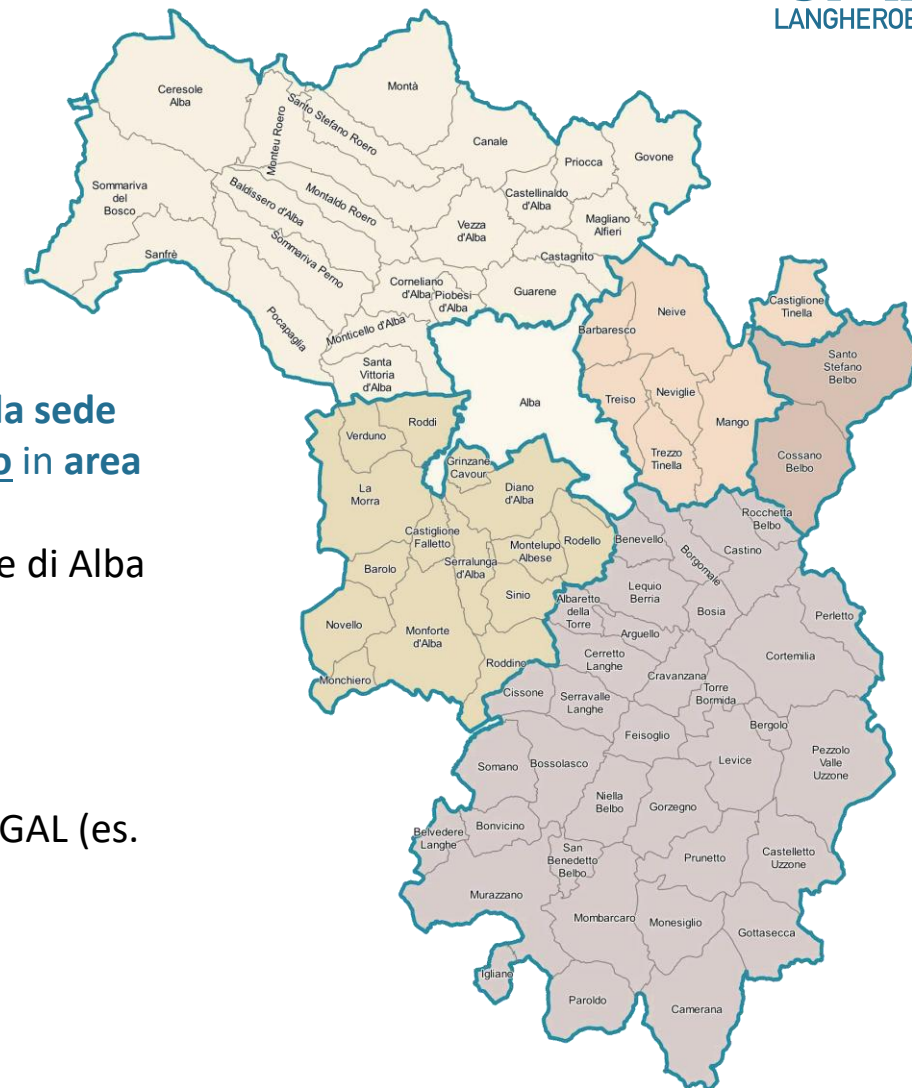 LANGHEROE
Ceresole
Alba
Montà
Monteu Roero
Santo Stefano Roero
Canale
Priocca
Govone
Sommariva
del
Bosco
Baldissero d'Alba
Montaldo Roero
Castellinaldo
d'Alba
Vezza
d'Alba
Magliano
Alfieri
Sanfrè
Sommariva Perno
Castagnito
Corneliano
d'Alba
Piobesi
d'Alba
Guarene
Pocapaglia
Monticello d'Alba
Santa
Vittoria
d'Alba
Neive
Castiglione
Tinella
Barbaresco
Santo
Stefano
Belbo
la sede
o in area
e di Alba
GAL (es.
Alba
Treiso
Neviglie
Mango
Trezzo
Tinella
Cossano
Belbo
Verduno
Roddi
Grinzane
Cavour
La
Morra
Diano
d'Alba
Castiglione
Falletto
Barolo
Serralunga
d'Alba
Montelupo
Albese
Rodello
Sinio
Novello
Monforte
d'Alba
Roddino
Monchiero
Rocchetta
Belbo
Benevello
Borgomale
Castino
Lequio
Berria
Albaretto
della
Torre
Bosia
Perletto
Arguello
Cerretto
Langhe
Cortemilia
Cravanzana
Cissone
Serravalle
Langhe
Torre
Bormida
Bergolo
Feisoglio
Levice
Pezzolo
Valle
Uzzone
Somano
Bossolasco
Niella
Belbo
Gorzegno
Belvedere
Langhe
Bonvicino
San
Benedetto
Belbo
Prunetto
Castelletto
Uzzone
Murazzano
Mombarcaro
Monesiglio
Gottasecca
Igliano
Paroldo
Camerana